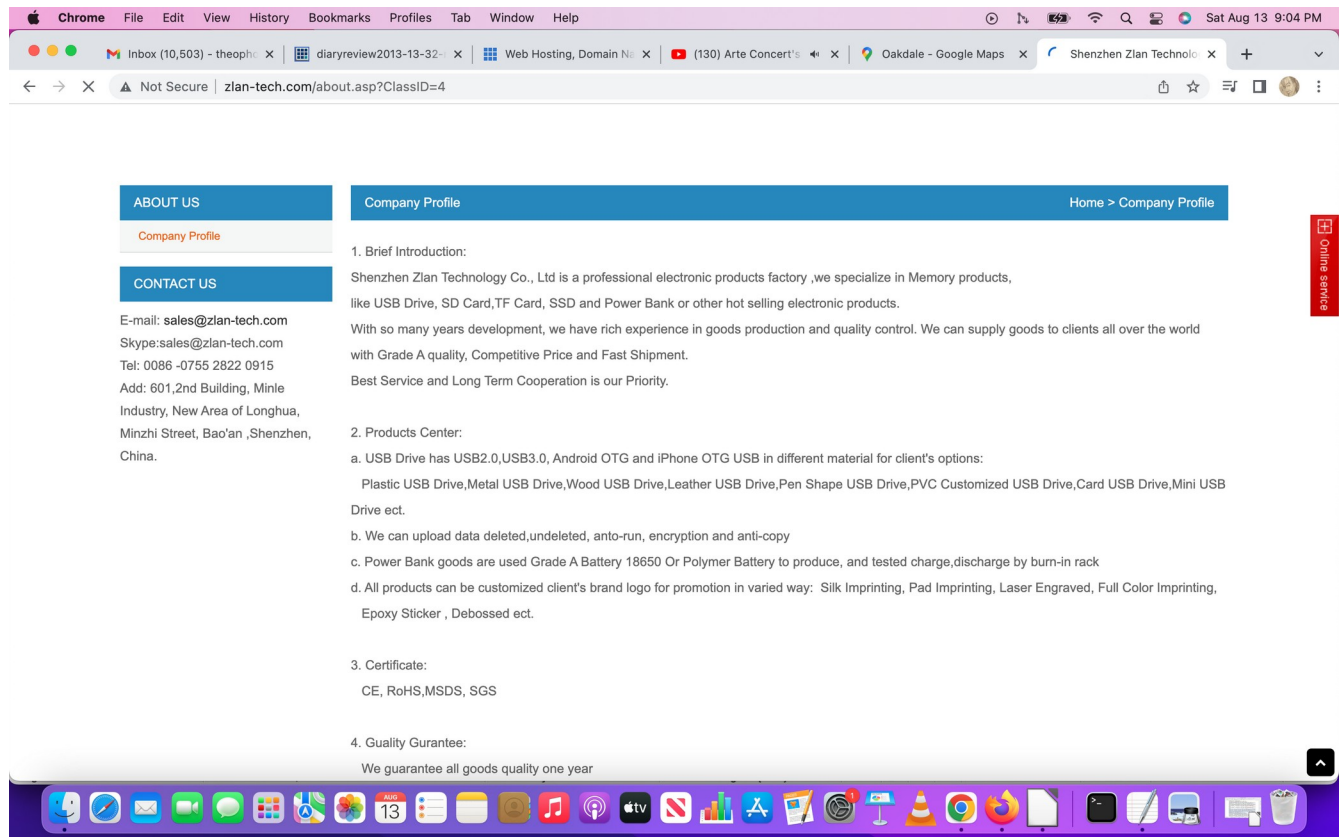 Chrome File Edit View History Bookmarks Profiles Tab Window Help Sat Aug 13 9:04 PM
Inbox (10,503) - theopho diaryreview2013-13-32- Web Hosting, Domain Na (130) Arte Concert's Oakdale - Google Maps Shenzhen Zlan Technolo
Not Secure zlan-tech.com/about.asp?ClassID=4
ABOUT US
Company Profile
CONTACT US
E-mail: sales@zlan-tech.com
Skype:sales@zlan-tech.com
Tel: 0086 -0755 2822 0915
Add: 601,2nd Building, Minle
Industry, New Area of Longhua,
Minzhi Street, Bao'an ,Shenzhen,
China.
Company Profile Home > Company Profile
1. Brief Introduction:
Shenzhen Zlan Technology Co., Ltd is a professional electronic products factory ,we specialize in Memory products,
like USB Drive, SD Card,TF Card, SSD and Power Bank or other hot selling electronic products.
With so many years development, we have rich experience in goods production and quality control. We can supply goods to clients all over the world
with Grade A quality, Competitive Price and Fast Shipment.
Best Service and Long Term Cooperation is our Priority.
2. Products Center:
a. USB Drive has USB2.0,USB3.0, Android OTG and iPhone OTG USB in different material for client's options:
Plastic USB Drive,Metal USB Drive,Wood USB Drive,Leather USB Drive,Pen Shape USB Drive,PVC Customized USB Drive,Card USB Drive,Mini USB
Drive ect.
b. We can upload data deleted,undeleted, anto-run, encryption and anti-copy
c. Power Bank goods are used Grade A Battery 18650 Or Polymer Battery to produce, and tested charge,discharge by burn-in rack
d. All products can be customized client's brand logo for promotion in varied way: Silk Imprinting, Pad Imprinting, Laser Engraved, Full Color Imprinting,
Epoxy Sticker , Debossed ect.
3. Certificate:
CE, RoHS,MSDS, SGS
4. Guality Gurantee:
We guarantee all goods quality one year
Online service
AUG
13
tv